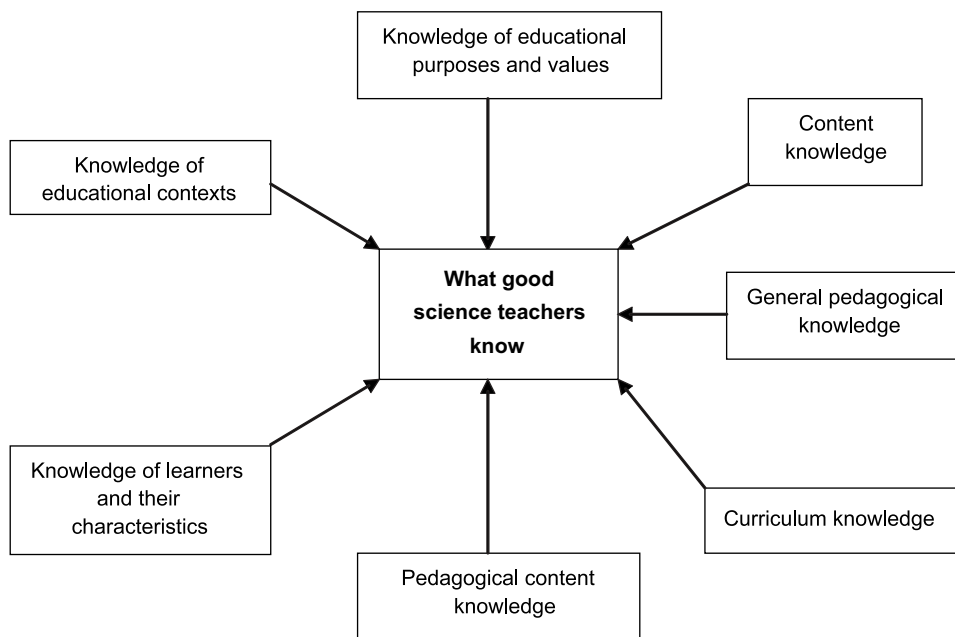 Knowledge of educational
purposes and values
Content
knowledge
Knowledge of
educational contexts
What good
science teachers
know
General pedagogical
knowledge
Knowledge of learners
and their
characteristics
Curriculum knowledge
Pedagogical content
knowledge